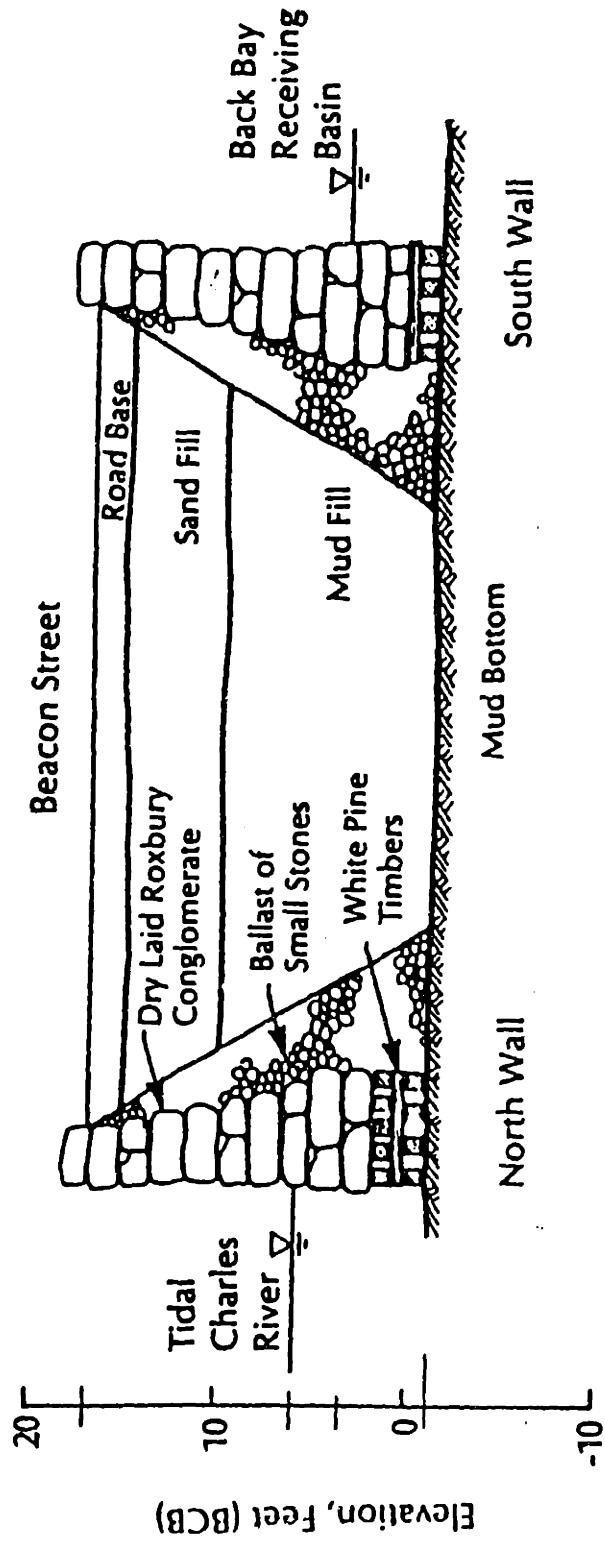 Beacon Street
Road Base
Sand Fill
Mud Fill
Dry Laid Roxbury
Conglomerate
Ballast of
Small Stones
White Pine
Timbers
Tidal
Charles
River
Back Bay
Receiving
Basin
North Wall
Mud Bottom
South Wall
Elevation, Feet (BCB)
20
10
0
-10